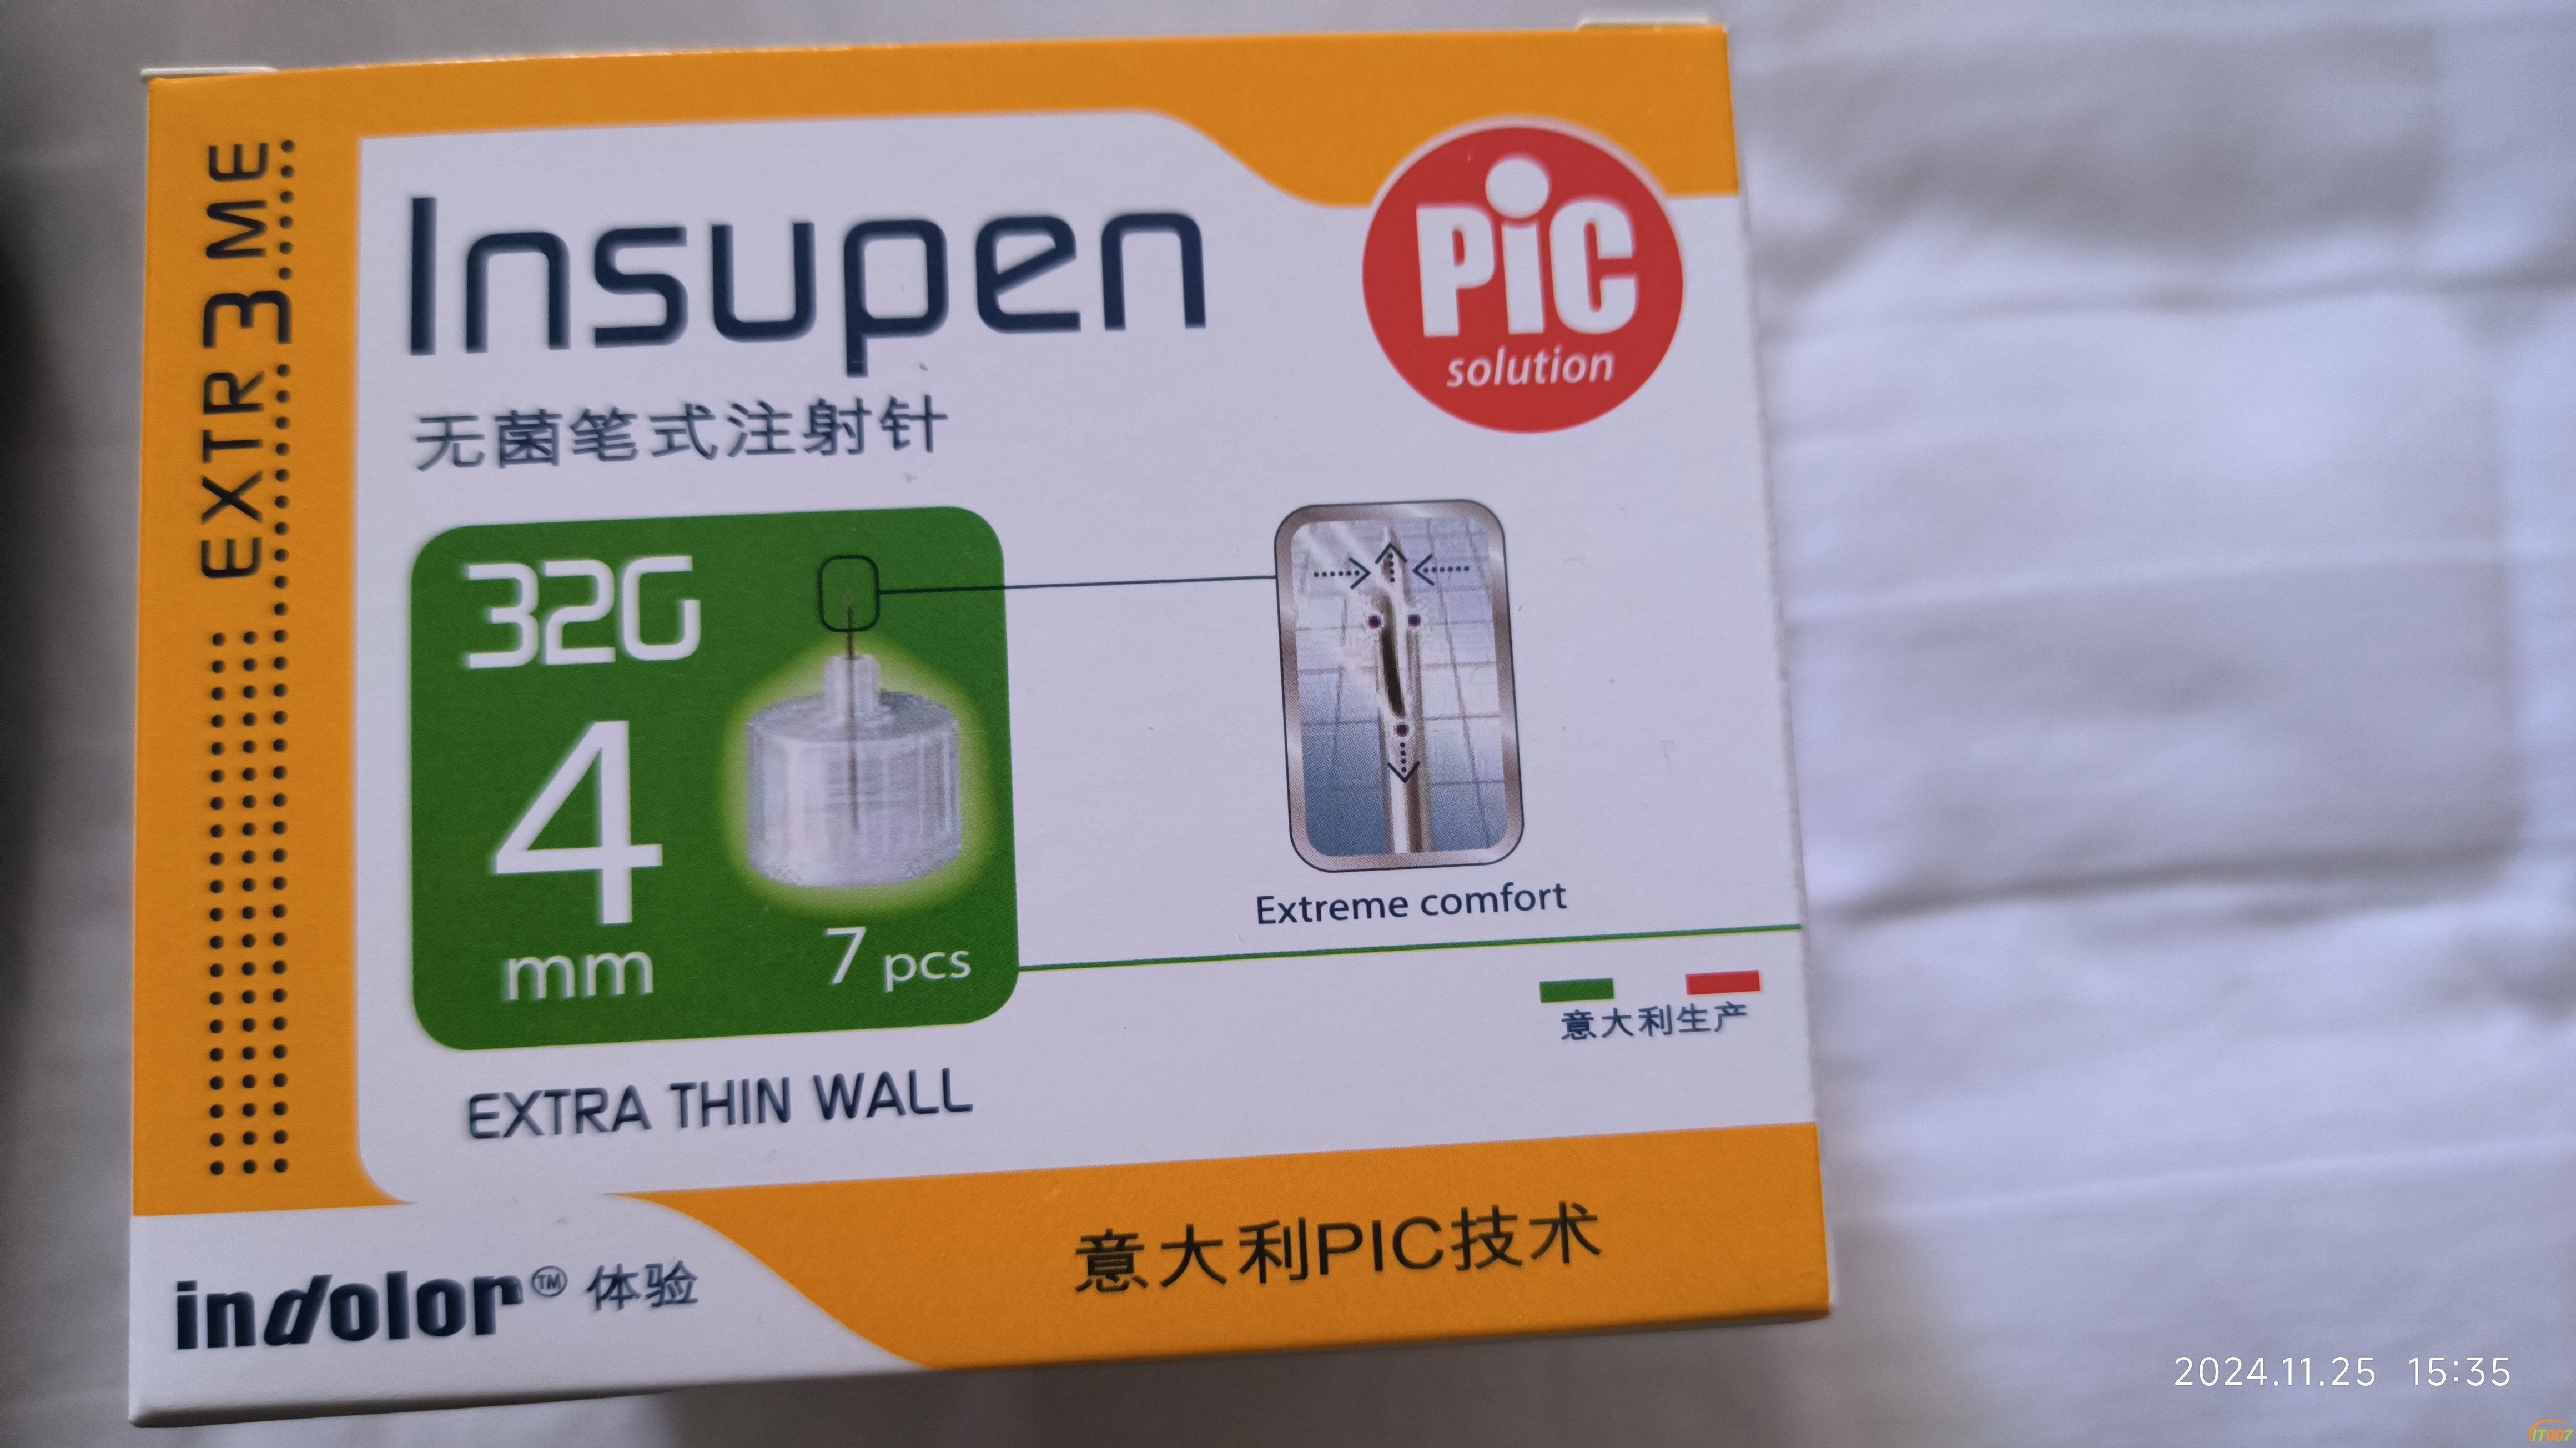 EXTR3ME
Insupen
PiC
solution
无菌笔式注射针
32G
4
mm
7 pcs
Extreme comfort
意大利生产
EXTRA THIN WALL
indolor™ 体验
意大利PIC技术
2024.11.25 15:35
IT007